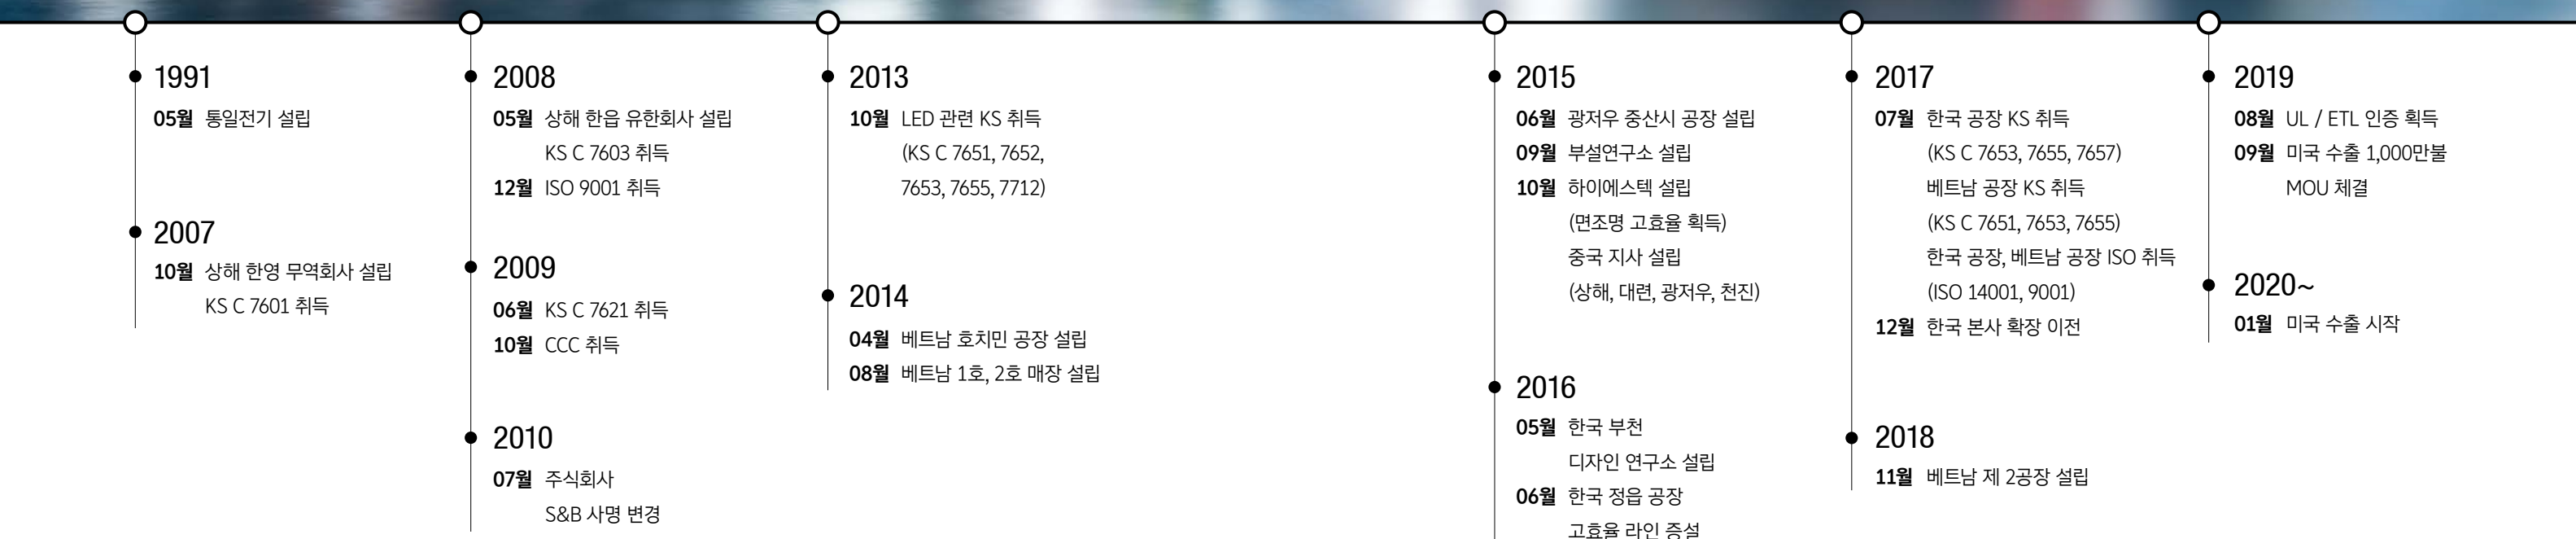 1991
05월 통일전기 설립
2007
10월 상해 한영 무역회사 설립
KS C 7601 취득
2008
05월 상해 한읍 유한회사 설립
KS C 7603 취득
12월 ISO 9001 취득
2009
06월 KS C 7621 취득
10월 CCC 취득
2010
07월 주식회사
S&B 사명 변경
2013
10월 LED 관련 KS 취득
(KS C 7651, 7652,
7653, 7655, 7712)
2014
04월 베트남 호치민 공장 설립
08월 베트남 1호, 2호 매장 설립
2015
06월 광저우 중산시 공장 설립
09월 부설연구소 설립
10월 하이에스텍 설립
(면조명 고효율 획득)
중국 지사 설립
(상해, 대련, 광저우, 천진)
2016
05월 한국 부천
디자인 연구소 설립
06월 한국 정읍 공장
고효율 라인 증설
2017
07월 한국 공장 KS 취득
(KS C 7653, 7655, 7657)
베트남 공장 KS 취득
(KS C 7651, 7653, 7655)
한국 공장, 베트남 공장 ISO 취득
(ISO 14001, 9001)
12월 한국 본사 확장 이전
2018
11월 베트남 제 2공장 설립
2019
08월 UL / ETL 인증 획득
09월 미국 수출 1,000만불
MOU 체결
2020~
01월 미국 수출 시작